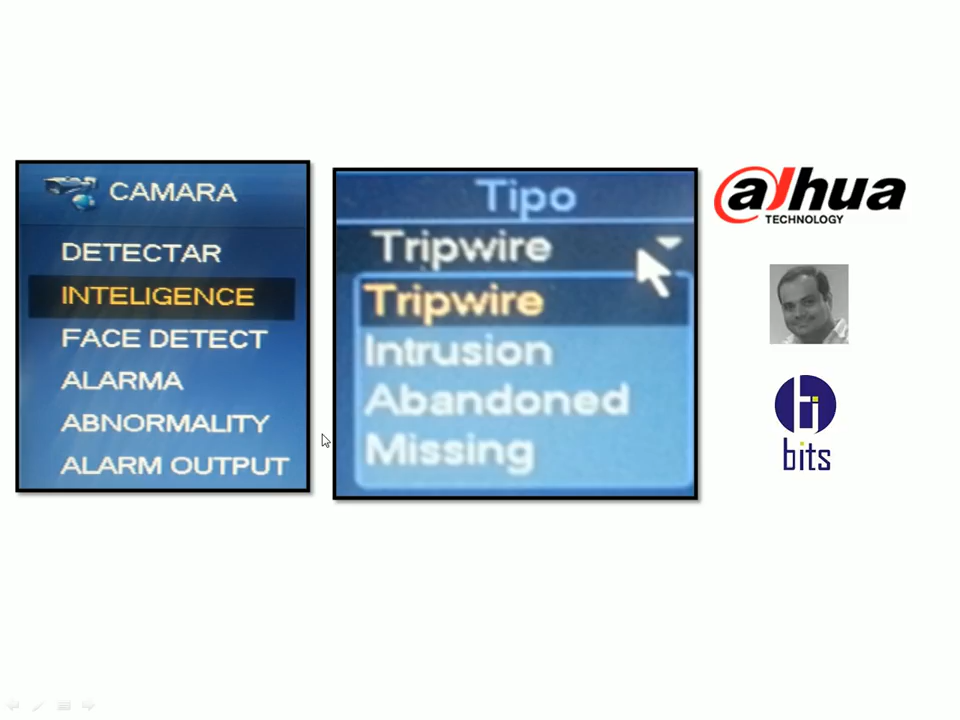 CAMARA
DETECTAR
INTELIGENCE
FACE DETECT
ALARMA
ABNORMALITY
ALARM OUTPUT
Tipo
Tripwire
Tripwire
Intrusion
Abandoned
Missing
alhua
TECHNOLOGY
bits